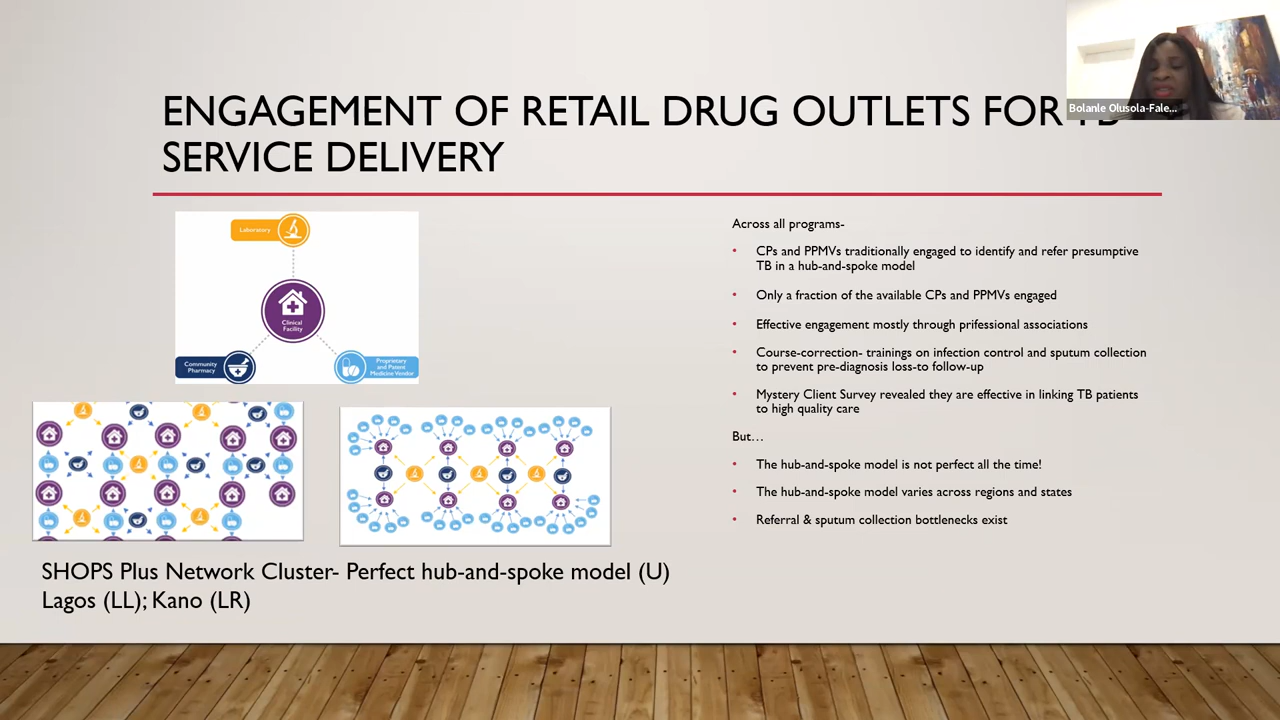 Bolanle Olusola-Fale...
ENGAGEMENT OF RETAIL DRUG OUTLETS FOR
SERVICE DELIVERY
Laboratory
Clinical
Facility
Community
Pharmacy
Proprietary
and Patent
Medicine Vendor
SHOPS Plus Network Cluster- Perfect hub-and-spoke model (U)
Lagos (LL); Kano (LR)
Across all programs-
• CPs and PPMVs traditionally engaged to identify and refer presumptive
TB in a hub-and-spoke model
• Only a fraction of the available CPs and PPMVs engaged
• Effective engagement mostly through prifessional associations
• Course-correction- trainings on infection control and sputum collection
to prevent pre-diagnosis loss-to follow-up
• Mystery Client Survey revealed they are effective in linking TB patients
to high quality care
But...
• The hub-and-spoke model is not perfect all the time!
• The hub-and-spoke model varies across regions and states
• Referral & sputum collection bottlenecks exist